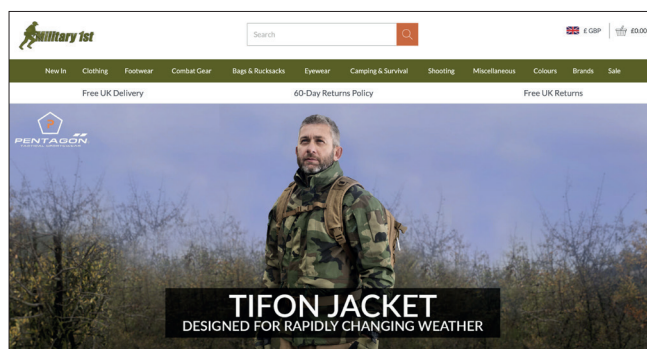 Military 1st
Search
£ GBP
£0.00
New In Clothing Footwear Combat Gear Bags & Rucksacks Eyewear Camping & Survival Shooting Miscellaneous Colours Brands Sale
Free UK Delivery 60-Day Returns Policy Free UK Returns
PENTAGON
TIFON JACKET
DESIGNED FOR RAPIDLY CHANGING WEATHER